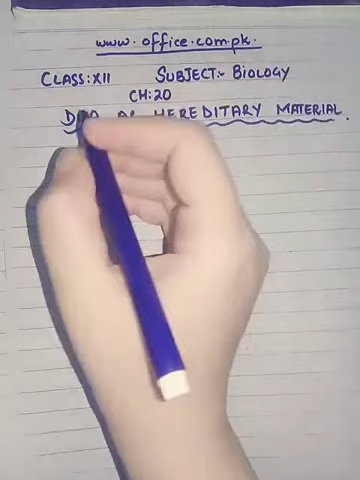 www.office.com.pk.
CLASS:XII SUBJECT:- BIOLOGY
CH:20
HEREDITARY MATERIAL.